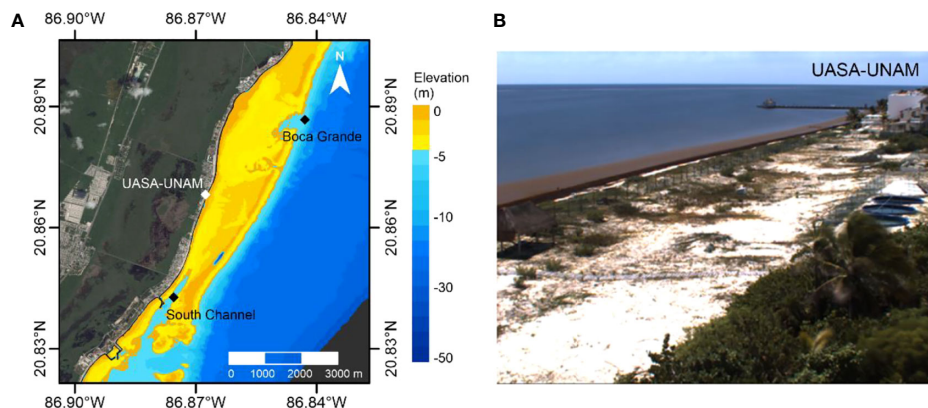 A
86.90°W 86.87°W 86.84°W
20.89°N
20.86°N
20.83°N
N
Boca Grande
UASA-UNAM
South Channel
0 1000 2000 3000 m
86.90°W 86.87°W 86.84°W
20.89°N
20.86°N
20.83°N
Elevation
(m)
0
-5
-10
-30
-50
B
UASA-UNAM